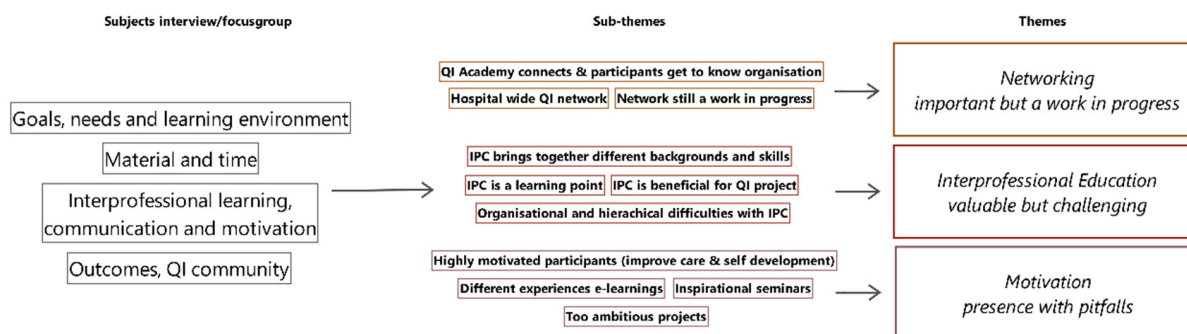 Subjects interview/focusgroup
Goals, needs and learning environment
Material and time
Interprofessional learning,
communication and motivation
Outcomes, QI community
Sub-themes
QI Academy connects & participants get to know organisation
Hospital wide QI network
Network still a work in progress
IPC brings together different backgrounds and skills
IPC is a learning point
IPC is beneficial for QI project
Organisational and hierachical difficulties with IPC
Highly motivated participants (improve care & self development)
Different experiences e-learnings
Inspirational seminars
Too ambitious projects
Themes
Networking
important but a work in progress
Interprofessional Education
valuable but challenging
Motivation
presence with pitfalls